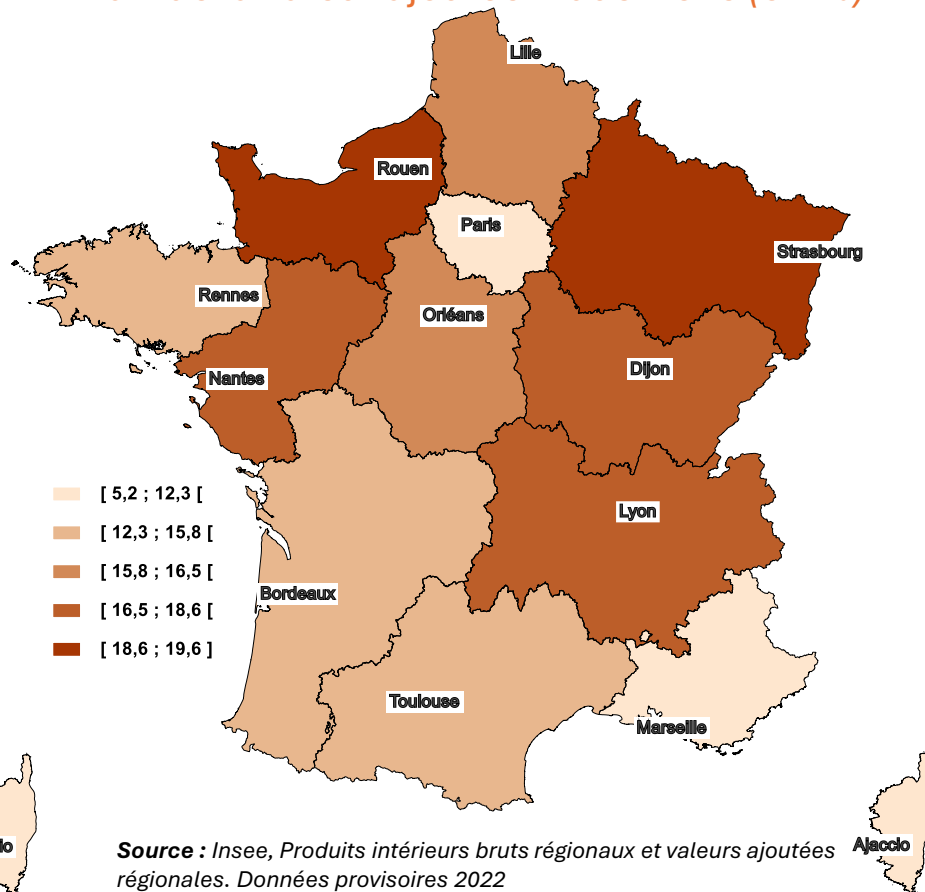 Lille
Rouen
Paris
Strasbourg
Rennes
Orléans
Dijon
Nantes
[ 5,2 ; 12,3 [
[ 12,3 ; 15,8 [
[ 15,8 ; 16,5 [
[ 16,5 ; 18,6 [
[ 18,6 ; 19,6 ]
Lyon
Bordeaux
Toulouse
Marseille
Ajaccio
Source : Insee, Produits intérieurs bruts régionaux et valeurs ajoutées
régionales. Données provisoires 2022